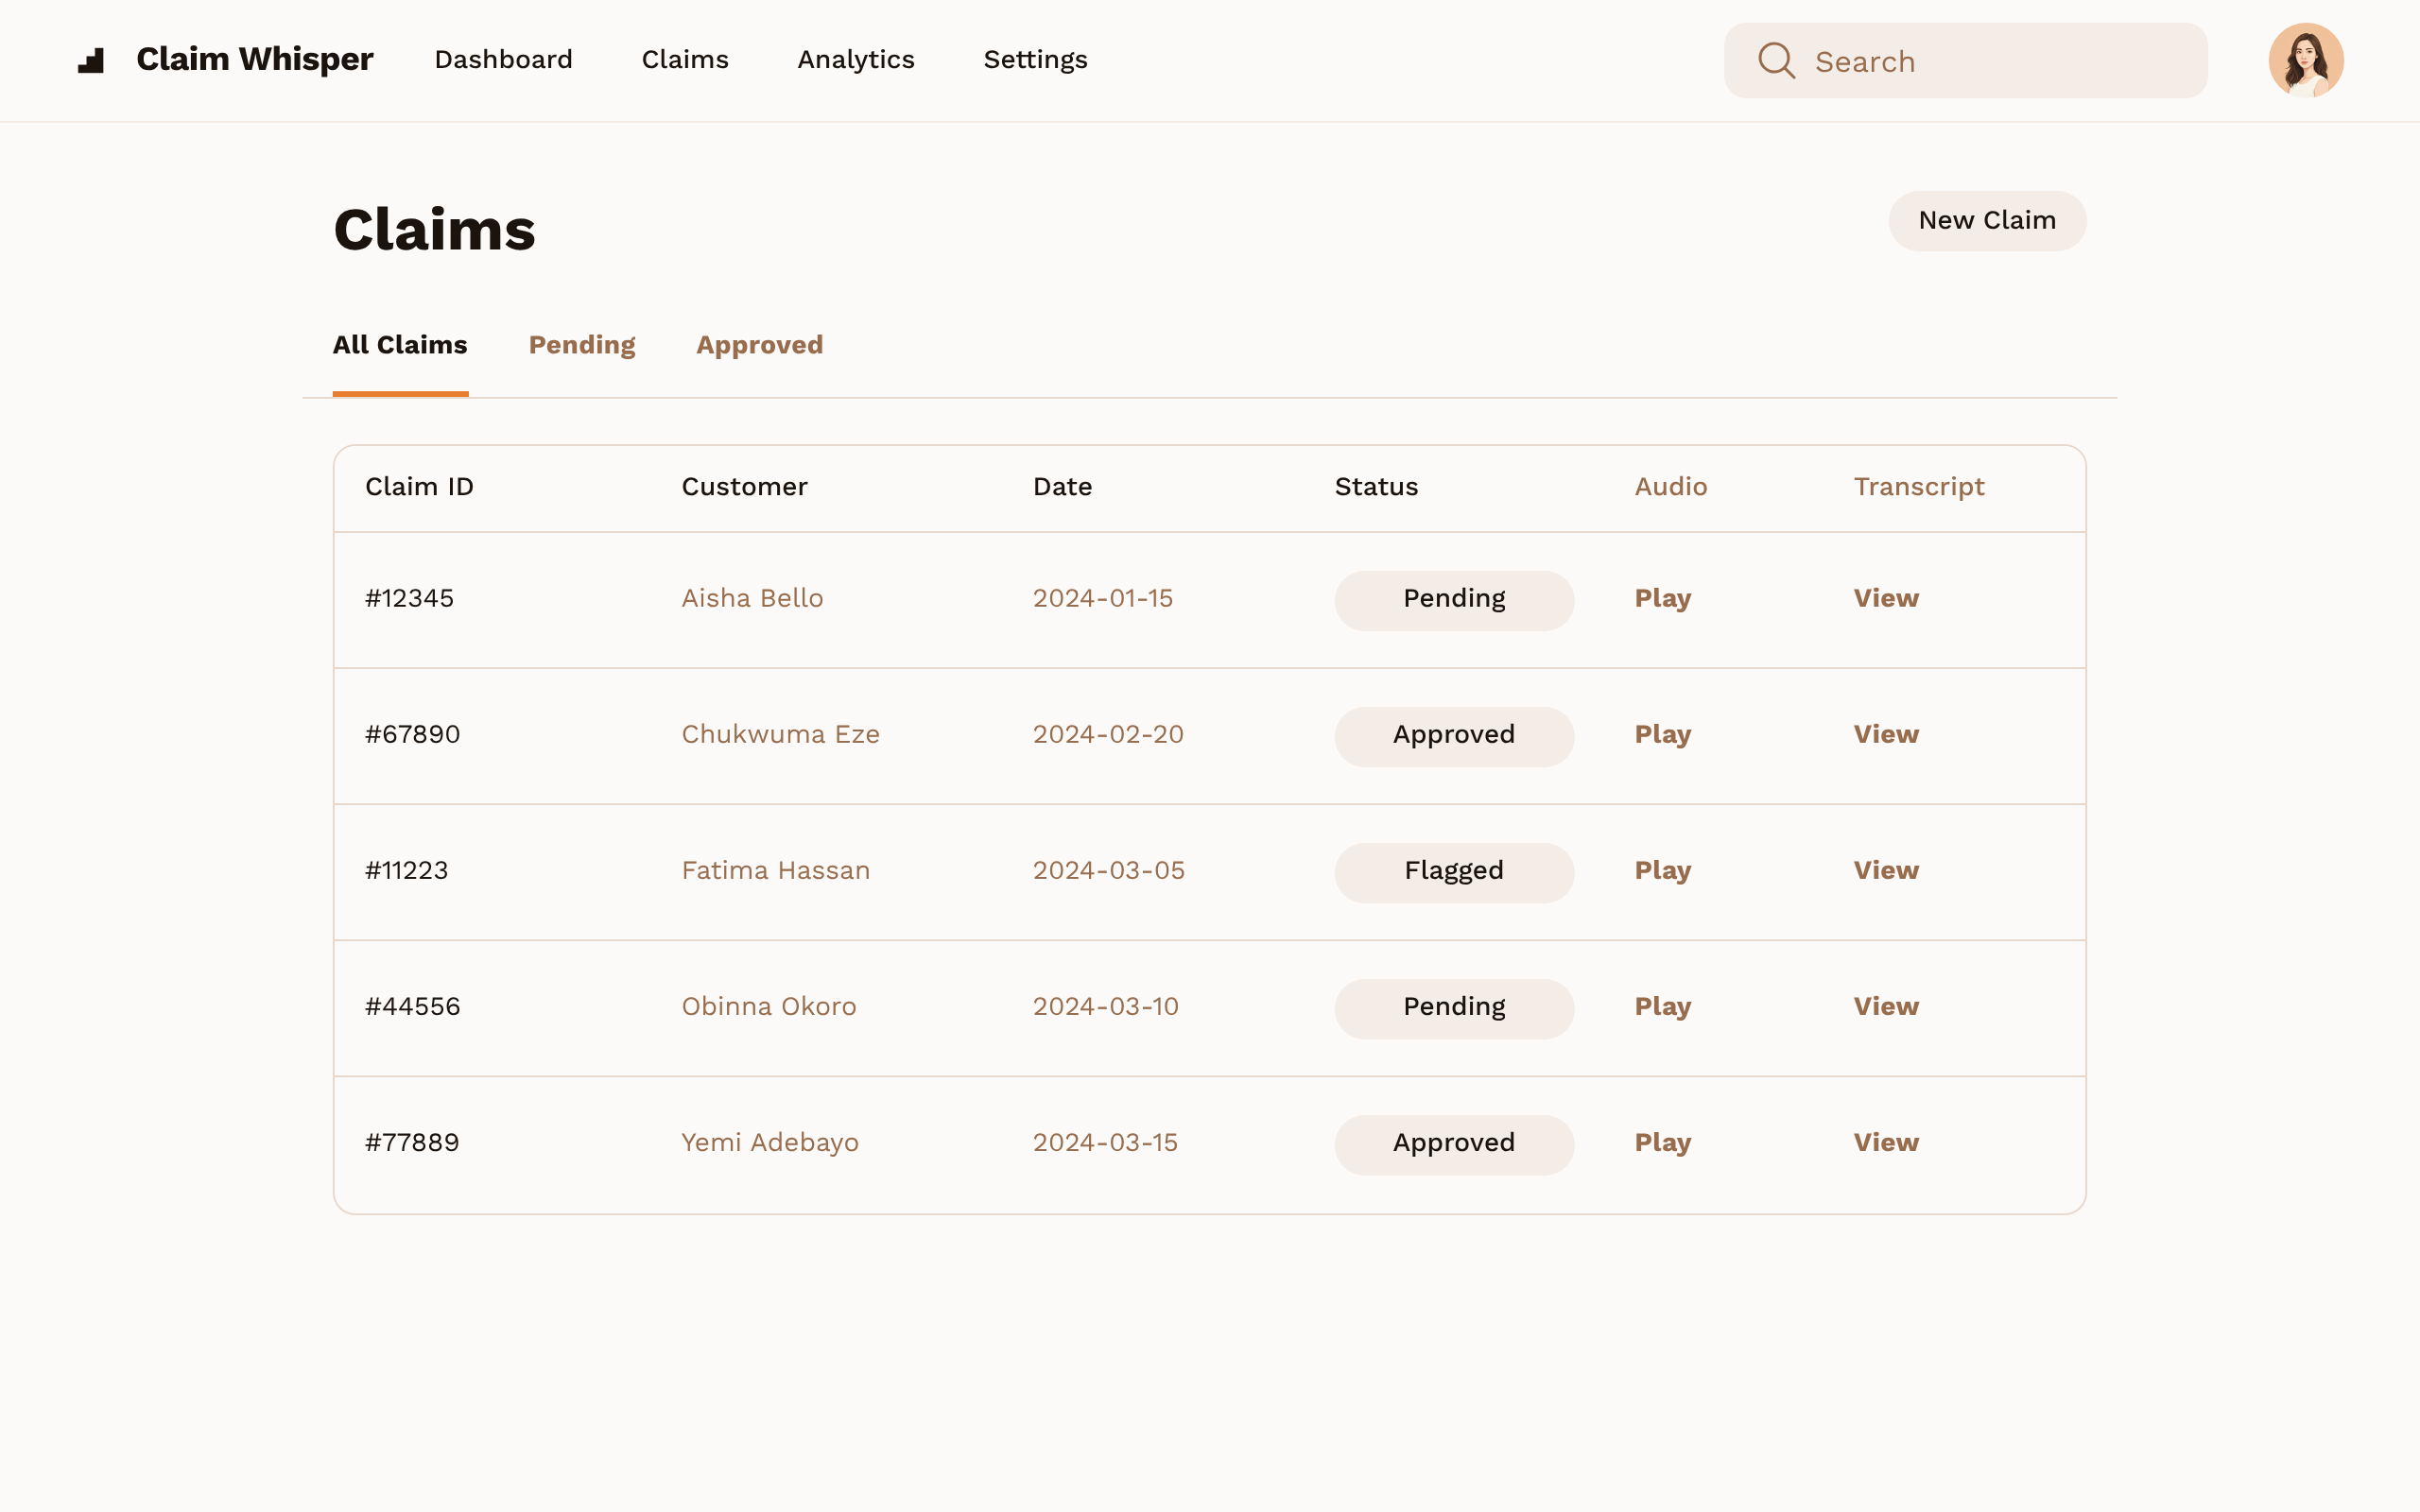 Claim Whisper Dashboard Claims Analytics Settings Search
Claims New Claim
All Claims Pending Approved
Claim ID Customer Date Status Audio Transcript
#12345 Aisha Bello 2024-01-15 Pending Play View
#67890 Chukwuma Eze 2024-02-20 Approved Play View
#11223 Fatima Hassan 2024-03-05 Flagged Play View
#44556 Obinna Okoro 2024-03-10 Pending Play View
#77889 Yemi Adebayo 2024-03-15 Approved Play View